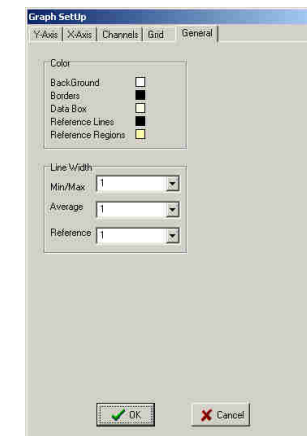 Graph SetUp
Y-Axis X-Axis Channels Grid General
Color
BackGround
Borders
Data Box
Reference Lines
Reference Regions
Line Width
Min/Max 1
Average 1
Reference 1
OK Cancel